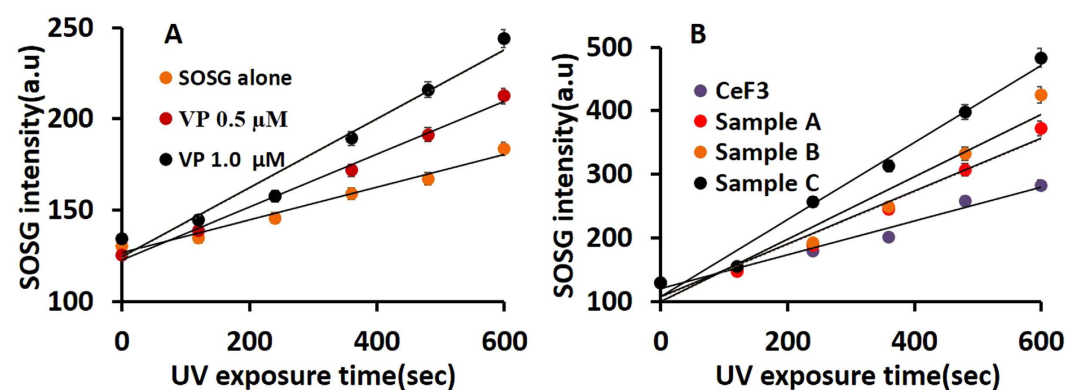 A
SOSG intensity(a.u)
250
200
150
100
SOSG alone
VP 0.5 µM
VP 1.0 µM
0
200
400
600
UV exposure time(sec)
B
SOSG intensity(a.u)
500
400
300
200
100
CeF3
Sample A
Sample B
Sample C
0
200
400
600
UV exposure time(sec)